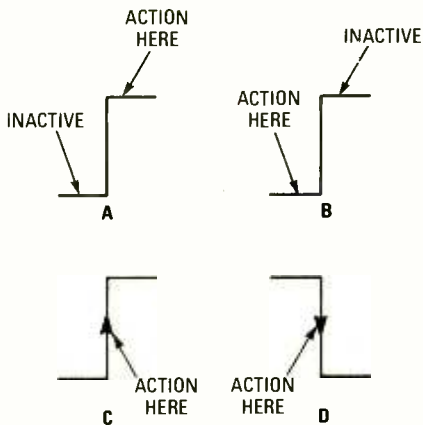 ACTION
HERE
INACTIVE
A
INACTIVE
ACTION
HERE
B
ACTION
HERE
C
ACTION
HERE
D